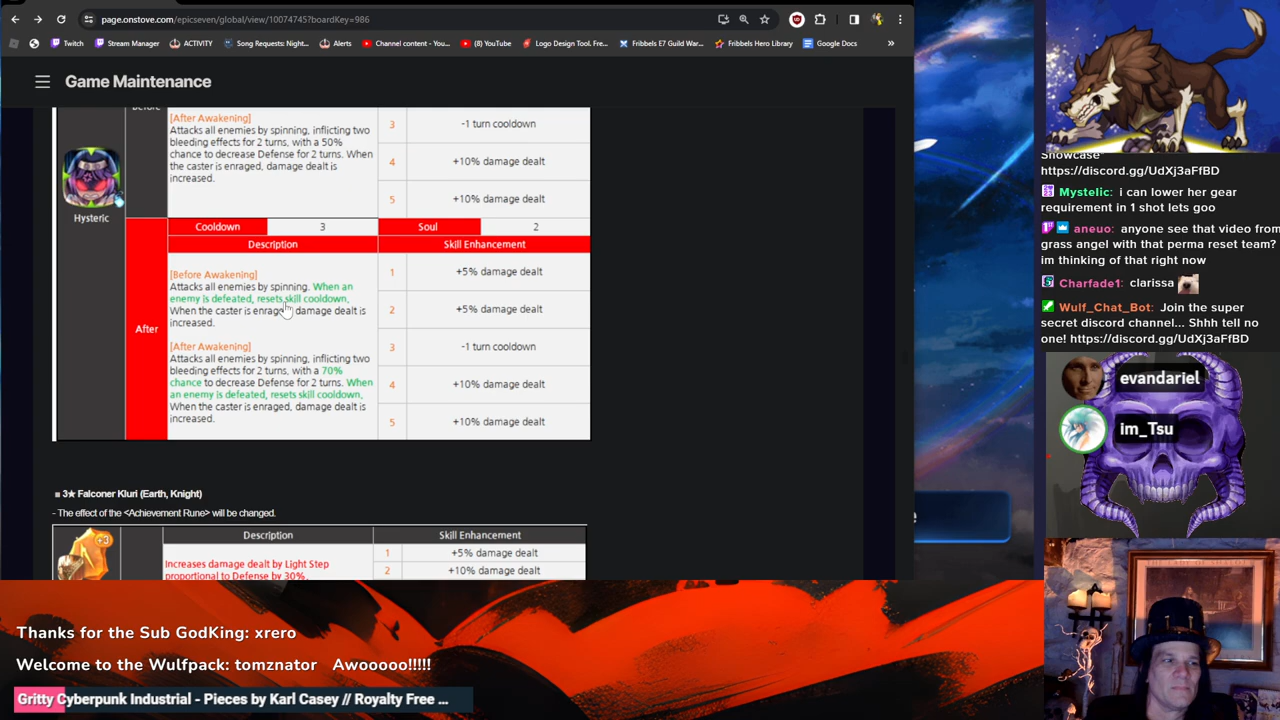 page.onstove.com/epicseven/global/view/10074745?boardKey=986
Twitch
Stream Manager
ACTIVITY
Song Requests: Night...
Alerts
Channel content - You...
(8) YouTube
Logo Design Tool. Fre...
Fribbels E7 Guild War...
Fribbels Hero Library
Google Docs
»
Game Maintenance
Before
[After Awakening]
Attacks all enemies by spinning, inflicting two
bleeding effects for 2 turns, with a 50%
chance to decrease Defense for 2 turns. When
the caster is enraged, damage dealt is
increased.
3 -1 turn cooldown
4 +10% damage dealt
5 +10% damage dealt
Hysteric
After
Cooldown 3 Soul 2
Description Skill Enhancement
[Before Awakening]
Attacks all enemies by spinning. When an
enemy is defeated, resets skill cooldown.
When the caster is enraged, damage dealt is
increased.
[After Awakening]
Attacks all enemies by spinning, inflicting two
bleeding effects for 2 turns, with a 70%
chance to decrease Defense for 2 turns. When
an enemy is defeated, resets skill cooldown.
When the caster is enraged, damage dealt is
increased.
1 +5% damage dealt
2 +5% damage dealt
3 -1 turn cooldown
4 +10% damage dealt
5 +10% damage dealt
■ 3★ Falconer Kluri (Earth, Knight)
- The effect of the <Achievement Rune> will be changed.
+3
Description Skill Enhancement
Increases damage dealt by Light Step
proportional to Defense by 30%.
1 +5% damage dealt
2 +10% damage dealt
Showcase
https://discord.gg/UdXj3aFfBD
Mystelic: i can lower her gear
requirement in 1 shot lets goo
aneuo: anyone see that video from
grass angel with that perma reset team?
im thinking of that right now
Charfade1: clarissa
Wulf_Chat_Bot: Join the super
secret discord channel... Shhh tell no
one! https://discord.gg/UdXj3aFfBD
evandariel
im_Tsu
Thanks for the Sub GodKing: xrero
Welcome to the Wulfpack: tomznator Awooooo!!!!!
Gritty Cyberpunk Industrial - Pieces by Karl Casey // Royalty Free ...